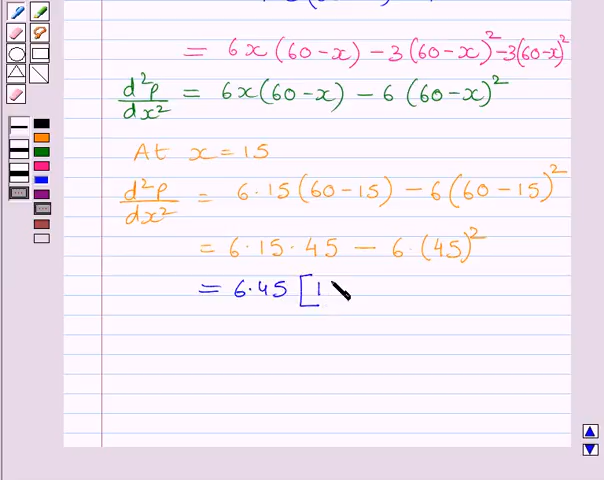 = 6x(60-x) - 3(60-x)² - 3(60-x)²
d²P/dx² = 6x(60-x) - 6(60-x)²
At x = 15
d²P/dx² = 6·15(60-15) - 6(60-15)²
= 6·15·45 - 6·(45)²
= 6·45 [1